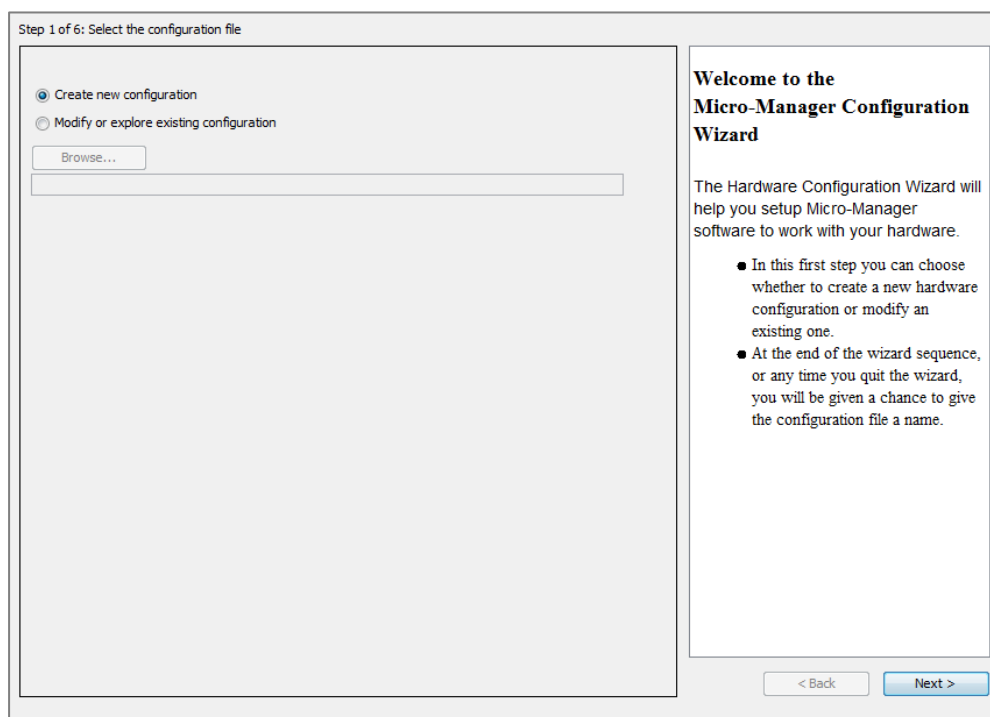 Step 1 of 6: Select the configuration file
Create new configuration
Modify or explore existing configuration
Browse...
Welcome to the
Micro-Manager Configuration
Wizard
The Hardware Configuration Wizard will
help you setup Micro-Manager
software to work with your hardware.
In this first step you can choose
whether to create a new hardware
configuration or modify an
existing one.
At the end of the wizard sequence,
or any time you quit the wizard,
you will be given a chance to give
the configuration file a name.
< Back
Next >